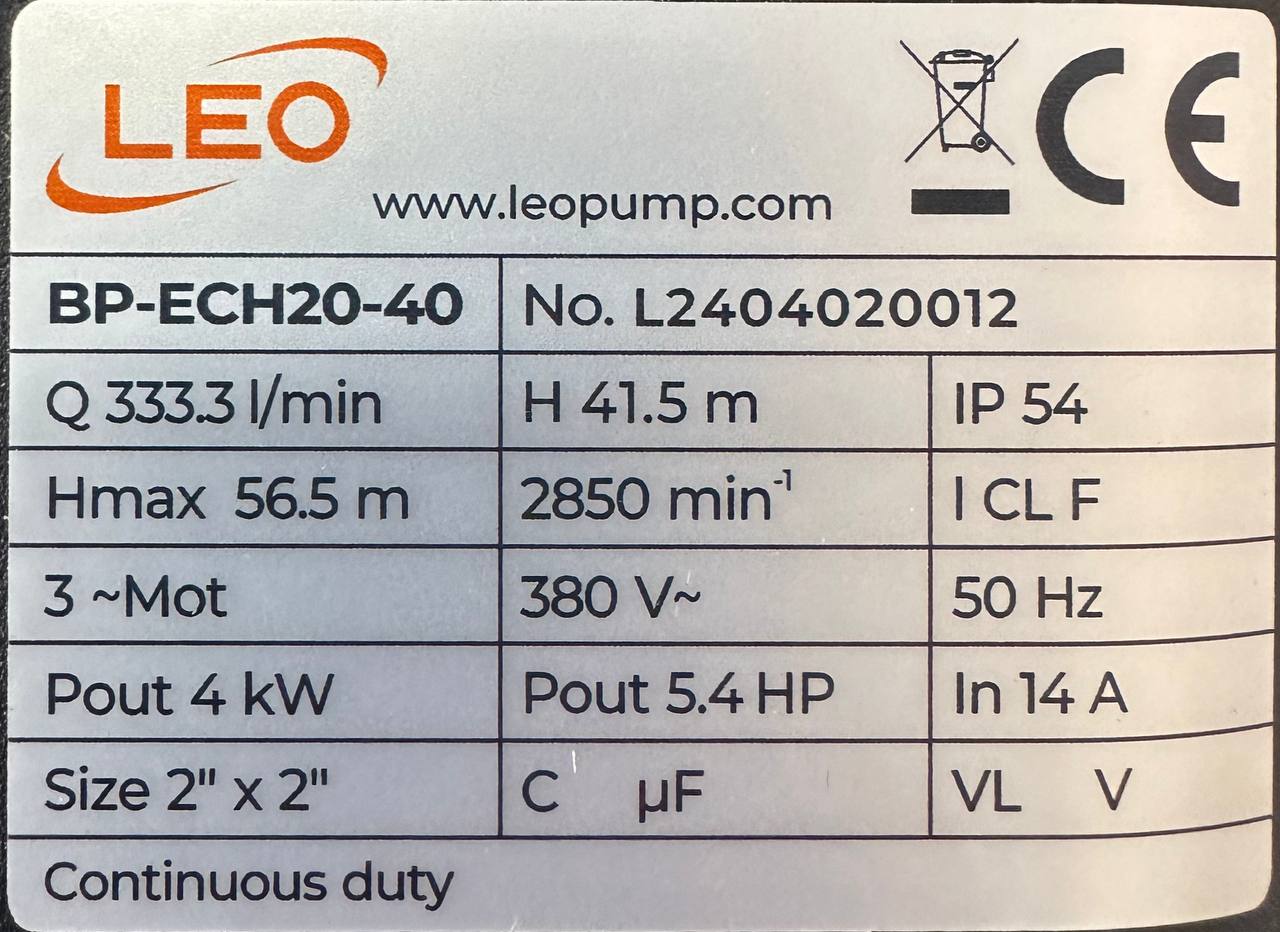 LEO
www.leopump.com
CE
BP-ECH20-40 No. L2404020012
Q 333.3 l/min H 41.5 m IP 54
Hmax 56.5 m 2850 min⁻¹ I CL F
3 ~Mot 380 V~ 50 Hz
Pout 4 kW Pout 5.4 HP In 14 A
Size 2" x 2" C µF VL V
Continuous duty